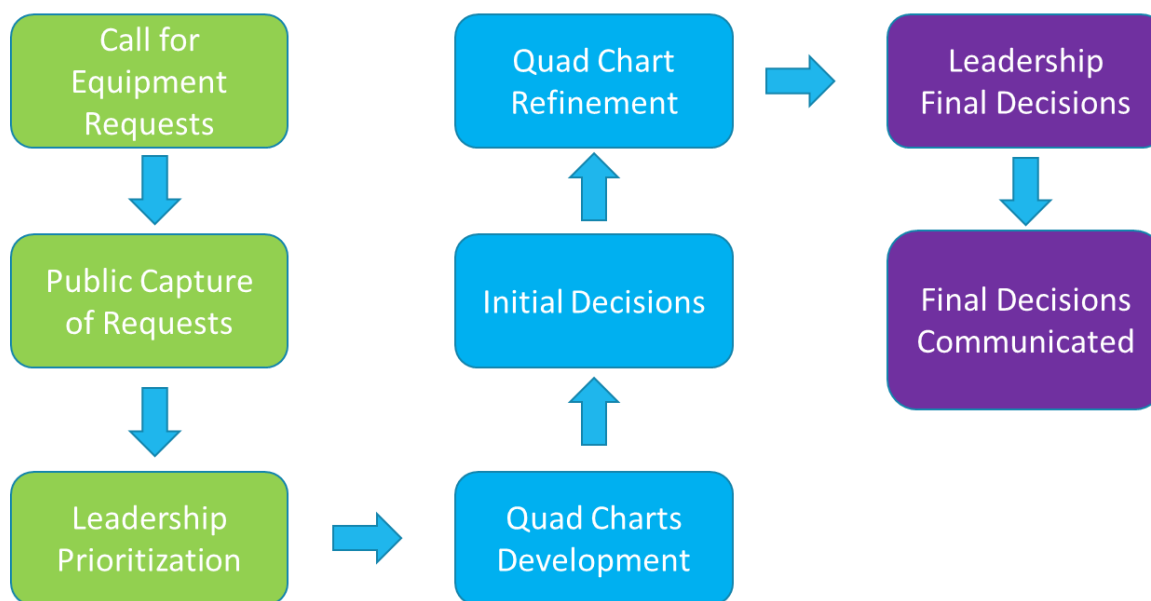 Call for
Equipment
Requests
Public Capture
of Requests
Leadership
Prioritization
Quad Charts
Development
Initial Decisions
Quad Chart
Refinement
Leadership
Final Decisions
Final Decisions
Communicated